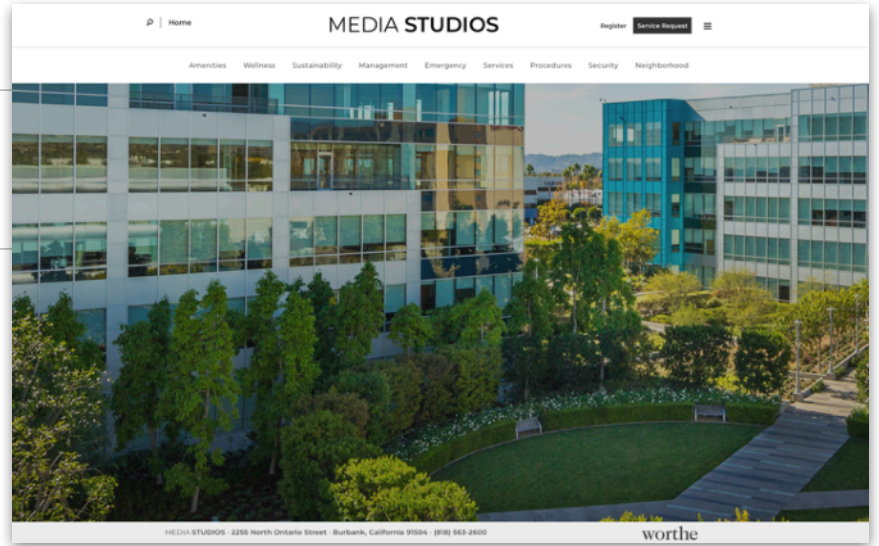 Home
MEDIA STUDIOS
Register
Service Request
Amenities Wellness Sustainability Management Emergency Services Procedures Security Neighborhood
MEDIA STUDIOS - 2255 North Ontario Street - Burbank, California 91504 - (818) 563-2600
worthe